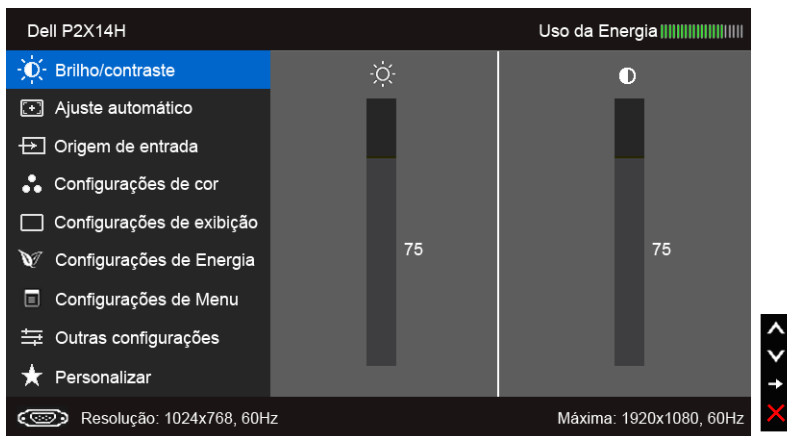 Dell P2X14H
Uso da Energia
Brilho/contraste
Ajuste automático
Origem de entrada
Configurações de cor
Configurações de exibição
Configurações de Energia
Configurações de Menu
Outras configurações
Personalizar
75
75
Resolução: 1024x768, 60Hz
Máxima: 1920x1080, 60Hz